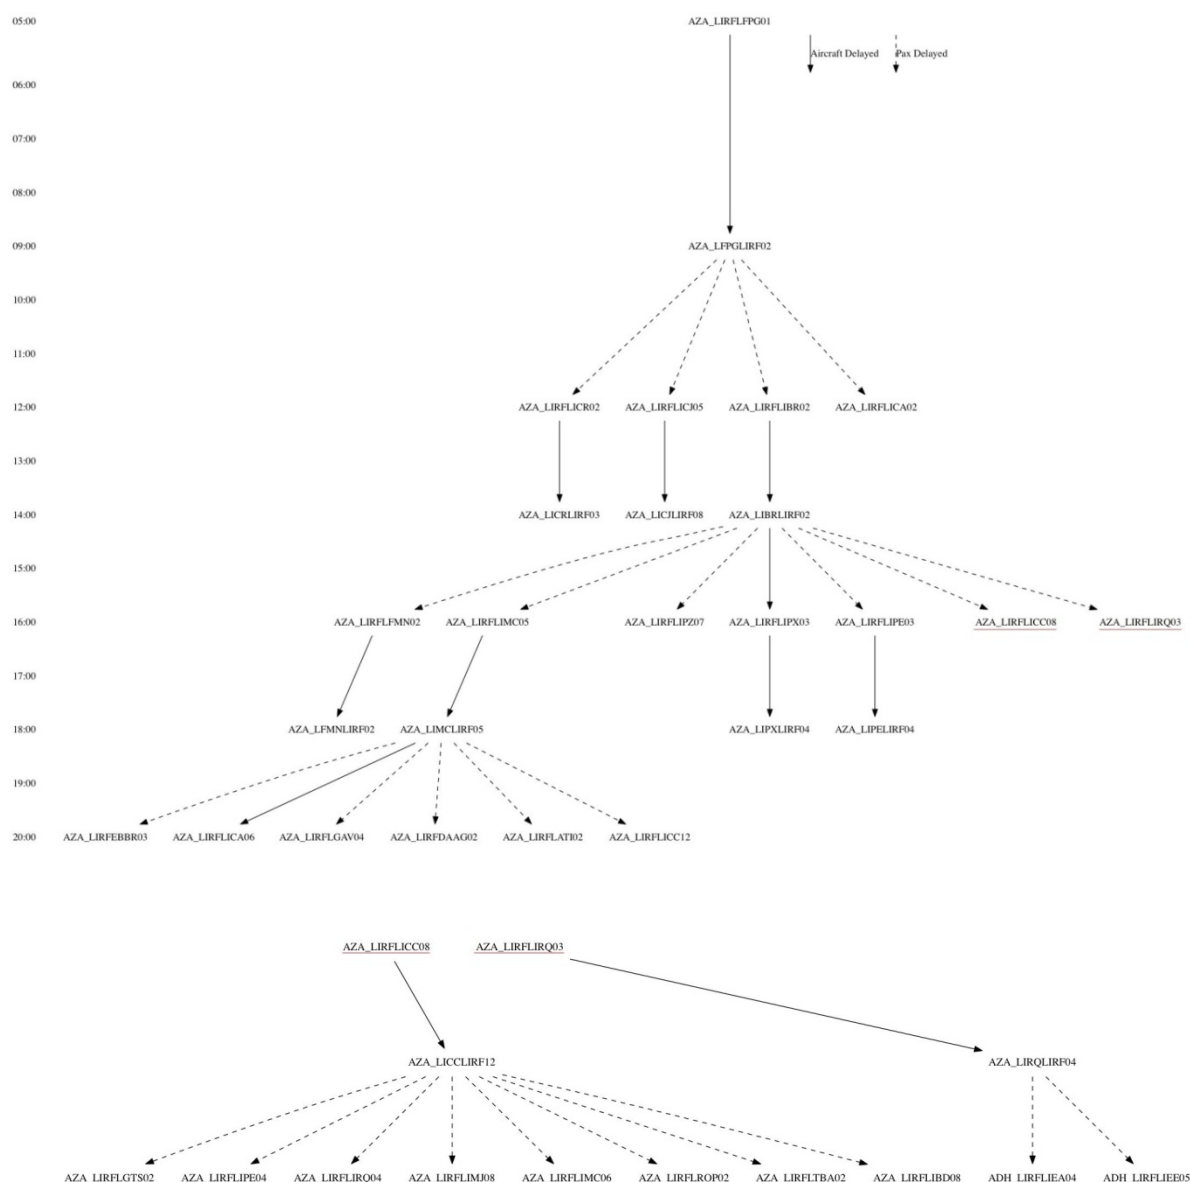 05:00 AZA_LIRFLFPG01
Aircraft Delayed Pax Delayed
06:00
07:00
08:00
09:00 AZA_LFPGLIRF02
10:00
11:00
12:00 AZA_LIRFLICR02 AZA_LIRFLICJ05 AZA_LIRFLIBR02 AZA_LIRFLICA02
13:00
14:00 AZA_LICRLIRF03 AZA_LICJLIRF08 AZA_LIBRLIRF02
15:00
16:00 AZA_LIRFLFMN02 AZA_LIRFLIMC05 AZA_LIRFLIPZ07 AZA_LIRFLIPX03 AZA_LIRFLIPE03 AZA_LIRFLICC08 AZA_LIRFLIRQ03
17:00
18:00 AZA_LFMNLIRF02 AZA_LIMCLIRF05 AZA_LIPXLIRF04 AZA_LIPELIRF04
19:00
20:00 AZA_LIRFEBBR03 AZA_LIRFLICA06 AZA_LIRFLGAV04 AZA_LIRFDAAG02 AZA_LIRFLATI02 AZA_LIRFLICC12
AZA_LIRFLICC08 AZA_LIRFLIRQ03
AZA_LICCLIRF12 AZA_LIRQLIRF04
AZA_LIRFLGTS02 AZA_LIRFLIPE04 AZA_LIRFLIRQ04 AZA_LIRFLIMJ08 AZA_LIRFLIMC06 AZA_LIRFLROP02 AZA_LIRFLTBA02 AZA_LIRFLIBD08 ADH_LIRFLIEA04 ADH_LIRFLIEE05